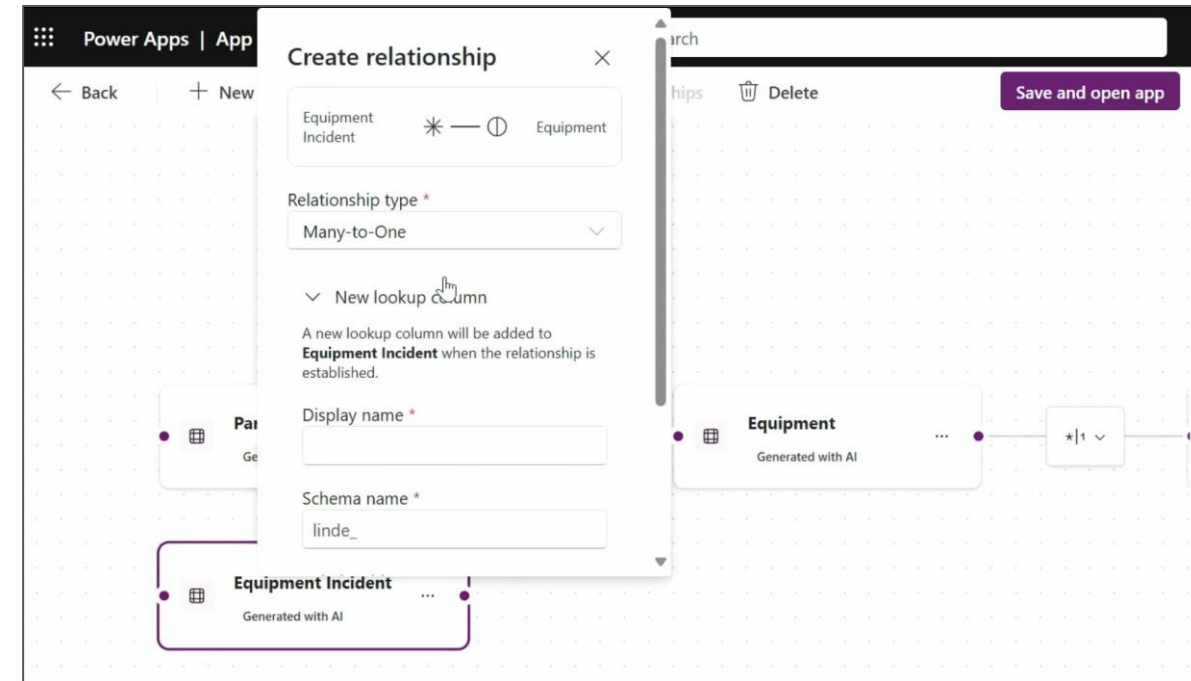 Power Apps | App
arch
Back
New
hips
Delete
Save and open app
Create relationship
Equipment
Incident
Equipment
Relationship type *
Many-to-One
New lookup column
A new lookup column will be added to
Equipment Incident when the relationship is
established.
Display name *
Schema name *
linde_
Par
Ge
Equipment
Generated with AI
*|1
Equipment Incident
Generated with AI